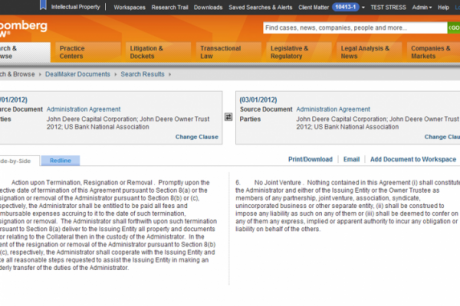 Intellectual Property Workspaces Research Trail Downloads Saved Searches & Alerts Client Matter 10413-1 TEST STRESS Admin Help
oomberg
Find cases, news, companies, people and more... GO
rch &
wse
Practice
Centers
Litigation &
Dockets
Transactional
Law
Legislative &
Regulatory
Legal Analysis &
News
Companies &
Markets
ch & Browse » DealMaker Documents » Search Results »
/01/2012)
ource Document Administration Agreement
arties John Deere Capital Corporation; John Deere Owner Trust
2012; US Bank National Association
Change Clause
(03/01/2012)
Source Document Administration Agreement
Parties John Deere Capital Corporation; John Deere Owner Trust
2012; US Bank National Association
Change Clause
de-by-Side Redline
Print/Download Email Add Document to Workspace
Action upon Termination, Resignation or Removal . Promptly upon the
ective date of termination of this Agreement pursuant to Section 8(a) or the
signation or removal of the Administrator pursuant to Section 8(b) or (c),
spectively, the Administrator shall be entitled to be paid all fees and
mbursable expenses accruing to it to the date of such termination,
signation or removal. The Administrator shall forthwith upon such termination
rsuant to Section 8(a) deliver to the Issuing Entity all property and documents
or relating to the Collateral then in the custody of the Administrator. In the
ent of the resignation or removal of the Administrator pursuant to Section 8(b)
(c), respectively, the Administrator shall cooperate with the Issuing Entity and
ke all reasonable steps requested to assist the Issuing Entity in making an
derly transfer of the duties of the Administrator.
6. No Joint Venture . Nothing contained in this Agreement (i) shall constitute
the Administrator and either of the Issuing Entity or the Owner Trustee as
members of any partnership, joint venture, association, syndicate,
unincorporated business or other separate entity, (ii) shall be construed to
impose any liability as such on any of them or (iii) shall be deemed to confer on
any of them any express, implied or apparent authority to incur any obligation or
liability on behalf of the others.